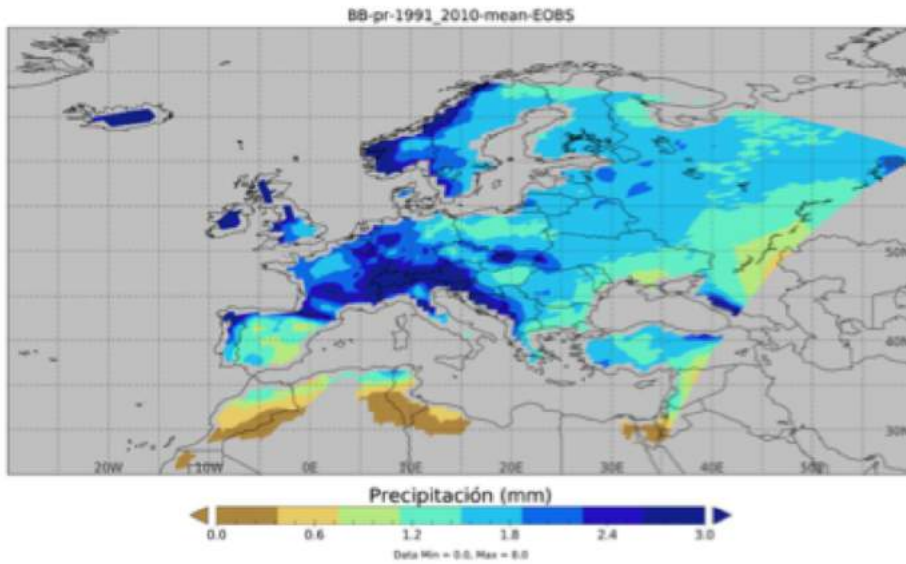 BB-pr-1991_2010-mean-EOBS
50N
40N
30N
20W 10W 0E 10E 20E 30E 40E 50E
Precipitación (mm)
0.0 0.6 1.2 1.8 2.4 3.0
Data Min = 0.0, Max = 8.0